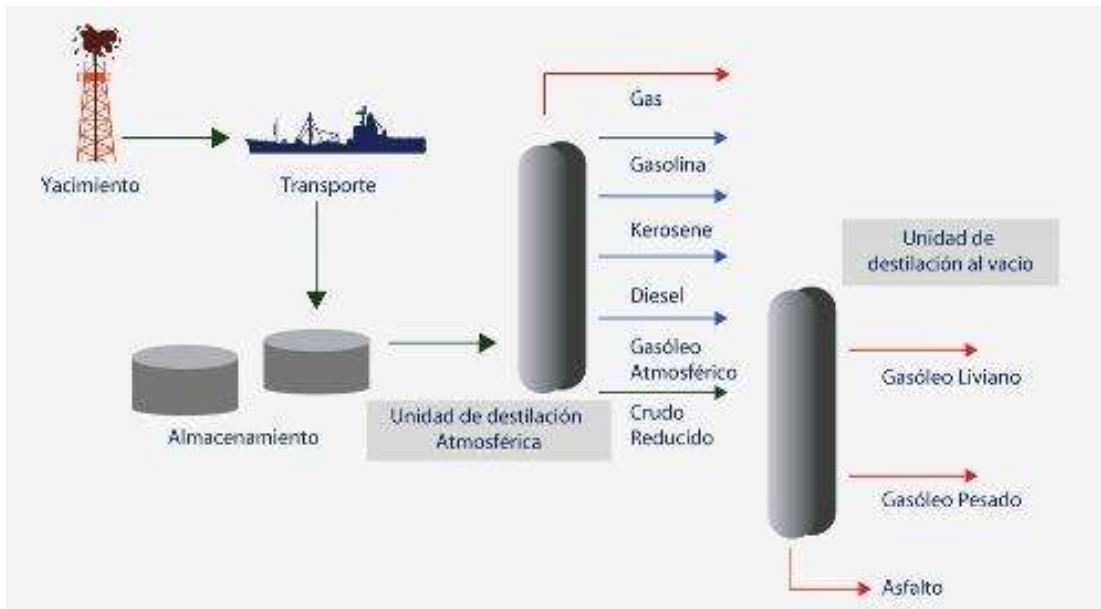 Yacimiento
Transporte
Almacenamiento
Unidad de destilación
Atmosférica
Gas
Gasolina
Kerosene
Diesel
Gasóleo
Atmosférico
Crudo
Reducido
Unidad de
destilación al vacio
Gasóleo Liviano
Gasóleo Pesado
Asfalto